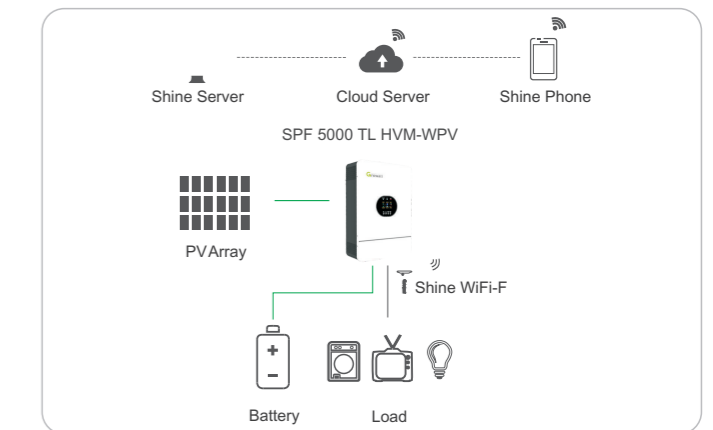 Shine Server Cloud Server Shine Phone
SPF 5000 TL HVM-WPV
PV Array
Shine WiFi-F
Battery Load